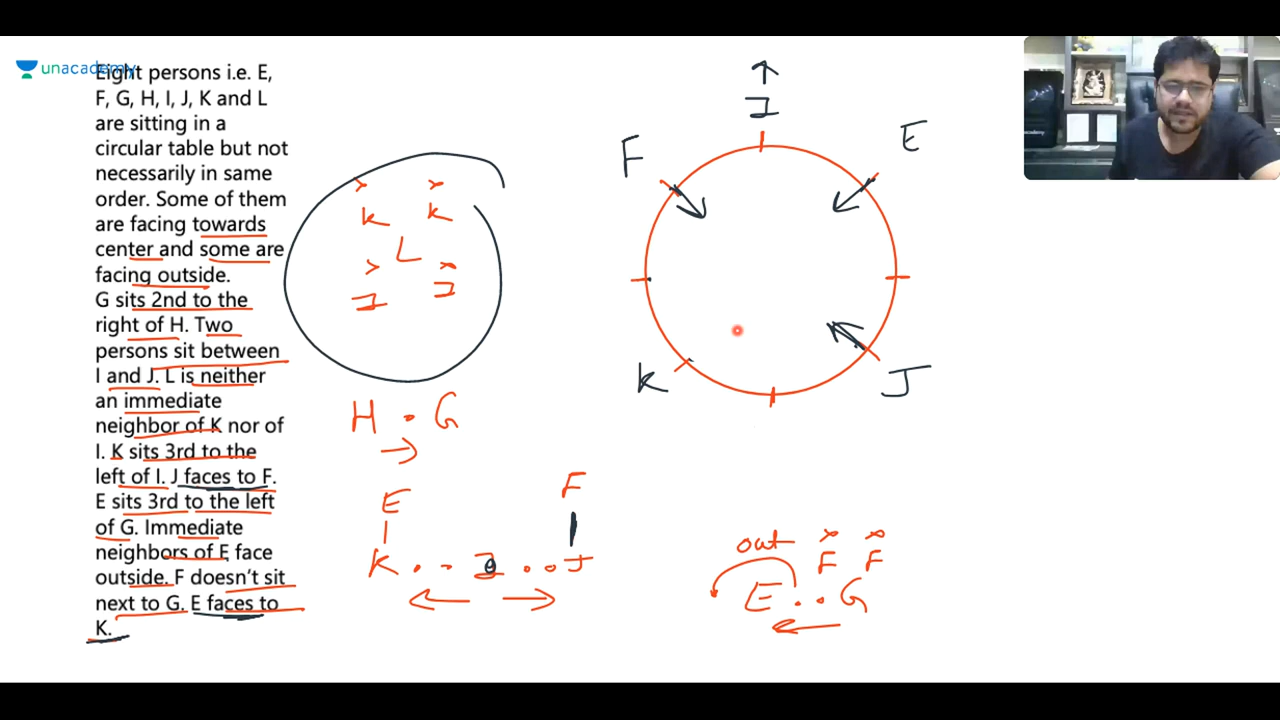 unacademy
Eight persons i.e. E,
F, G, H, I, J, K and L
are sitting in a
circular table but not
necessarily in same
order. Some of them
are facing towards
center and some are
facing outside.
G sits 2nd to the
right of H. Two
persons sit between
I and J. L is neither
an immediate
neighbor of K nor of
I. K sits 3rd to the
left of I. J faces to F.
E sits 3rd to the left
of G. Immediate
neighbors of E face
outside. F doesn't sit
next to G. E faces to
K.
x x
K K
L
x x
I I
H . G
E F
K . . I . . J
I
F E
K J
out x x
F F
E . . G